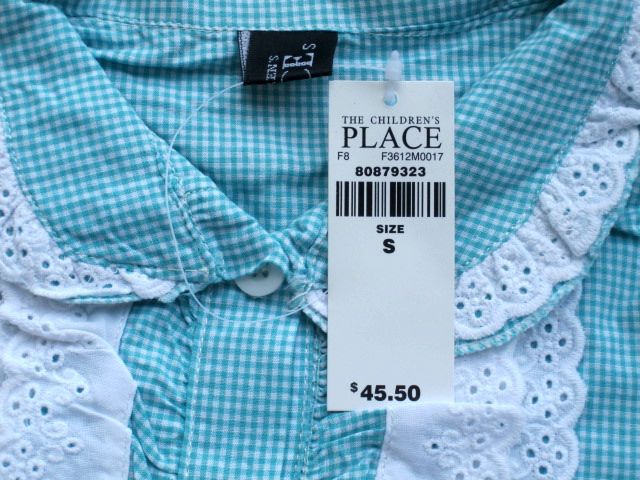 THE CHILDREN'S
PLACE
F8 F3612M0017
80879323
SIZE
S
$45.50